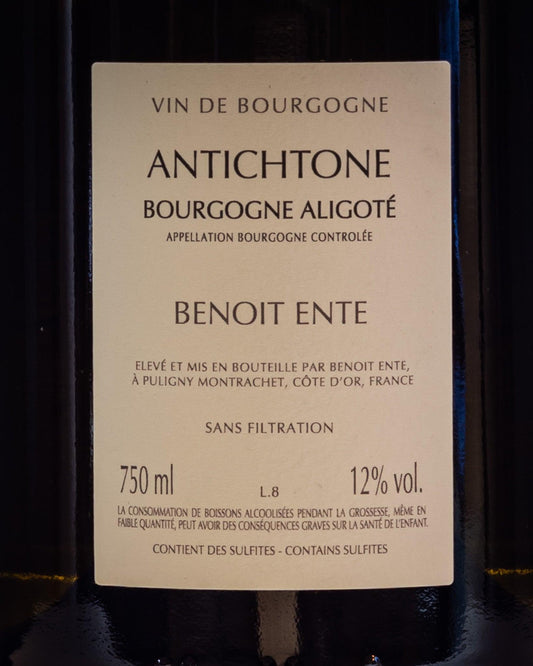 VIN DE BOURGOGNE
ANTICHTONE
BOURGOGNE ALIGOTÉ
APPELLATION BOURGOGNE CONTROLÉE
BENOIT ENTE
ELEVÉ ET MIS EN BOUTEILLE PAR BENOIT ENTE,
À PULIGNY MONTRACHET, CÔTE D'OR, FRANCE
SANS FILTRATION
750 ml L.8 12% vol.
LA CONSOMMATION DE BOISSONS ALCOOLISÉES PENDANT LA GROSSESSE, MÊME EN
FAIBLE QUANTITÉ, PEUT AVOIR DES CONSÉQUENCES GRAVES SUR LA SANTÉ DE L'ENFANT.
CONTIENT DES SULFITES - CONTAINS SULFITES